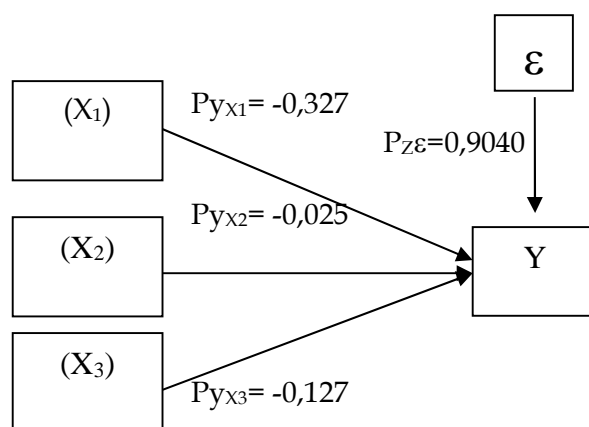 ε
(X₁)
Py_X1= -0,327
P_Zε=0,9040
Py_X2= -0,025
(X₂)
Y
(X₃)
Py_X3= -0,127